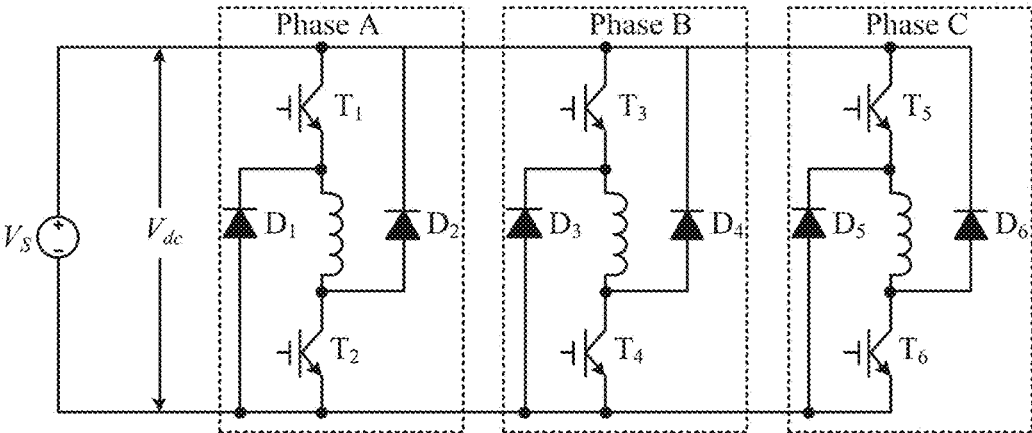 Phase A
Phase B
Phase C
T1
T3
T5
VS
+
-
Vdc
D1
D2
D3
D4
D5
D6
T2
T4
T6